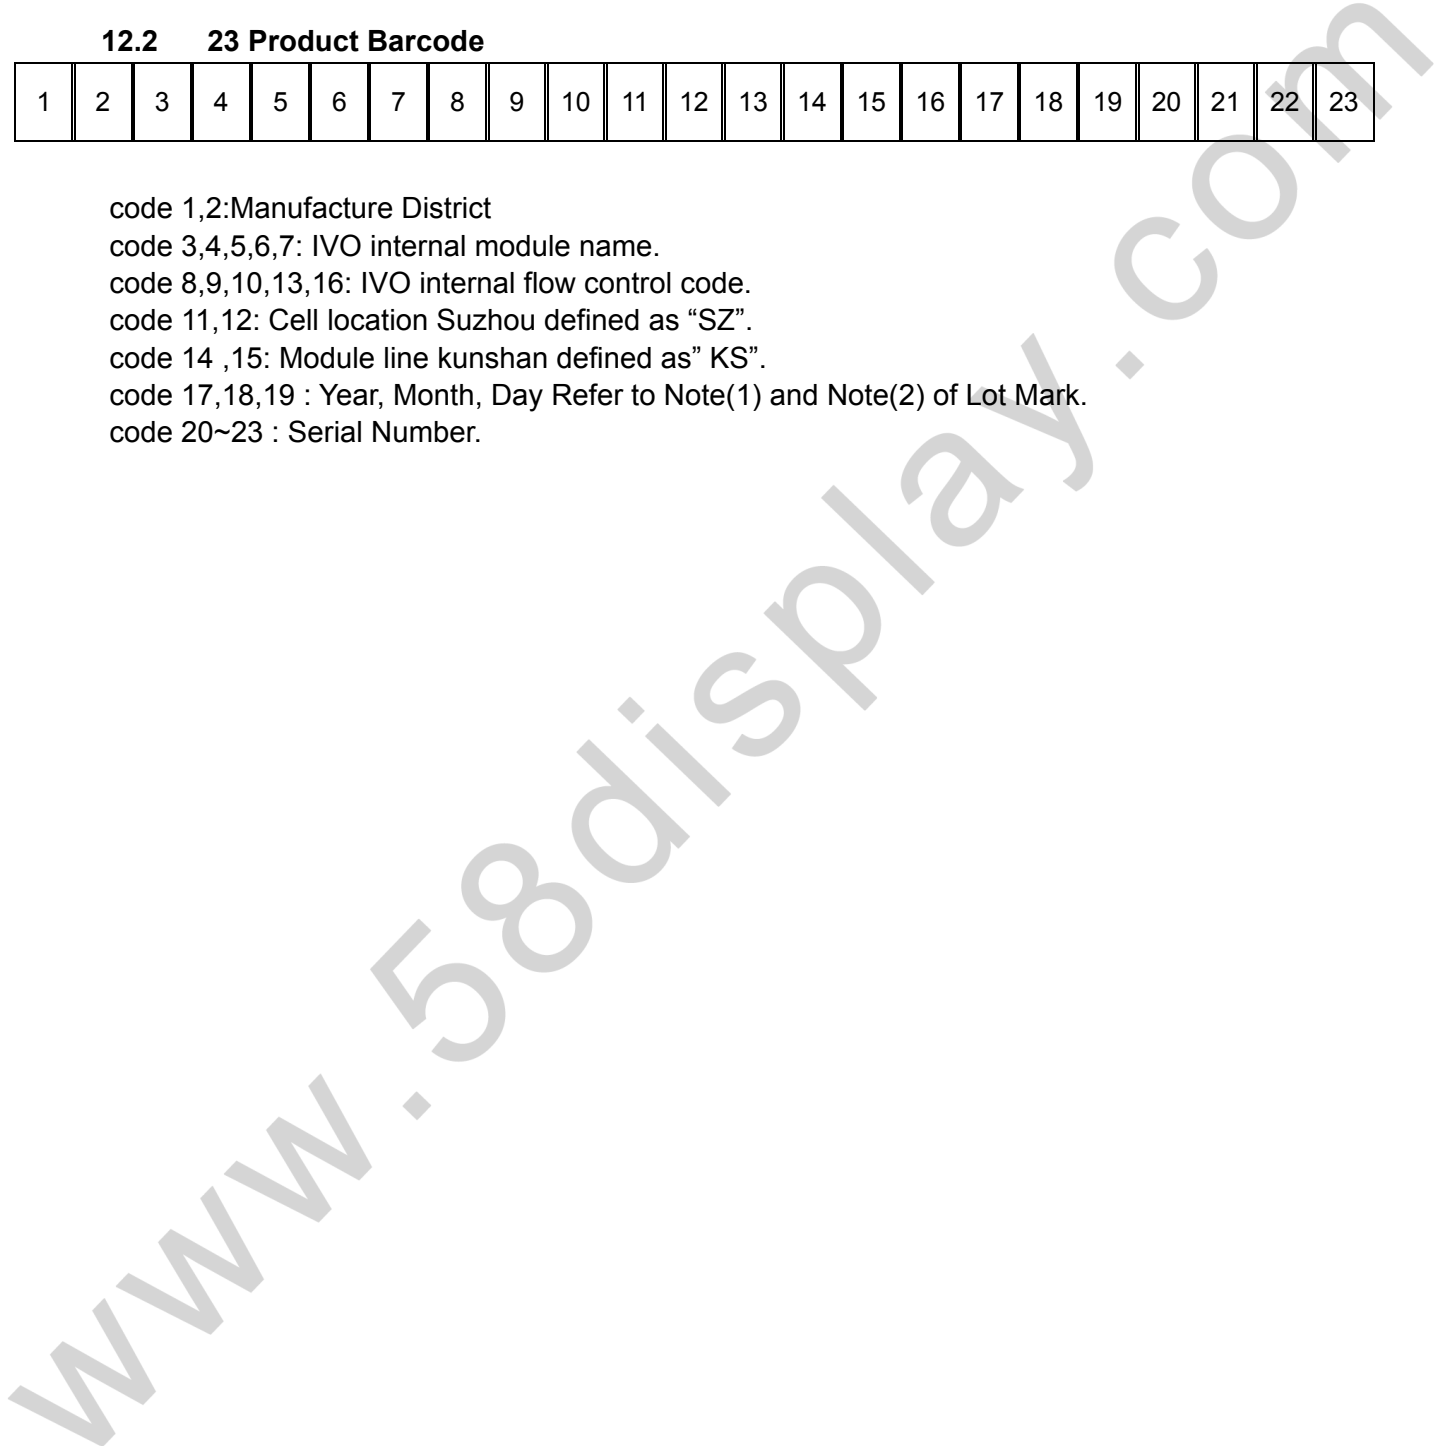 12.2 23 Product Barcode
1 2 3 4 5 6 7 8 9 10 11 12 13 14 15 16 17 18 19 20 21 22 23
code 1,2:Manufacture District
code 3,4,5,6,7: IVO internal module name.
code 8,9,10,13,16: IVO internal flow control code.
code 11,12: Cell location Suzhou defined as “SZ”.
code 14 ,15: Module line kunshan defined as” KS”.
code 17,18,19 : Year, Month, Day Refer to Note(1) and Note(2) of Lot Mark.
code 20~23 : Serial Number.
www.58display.com